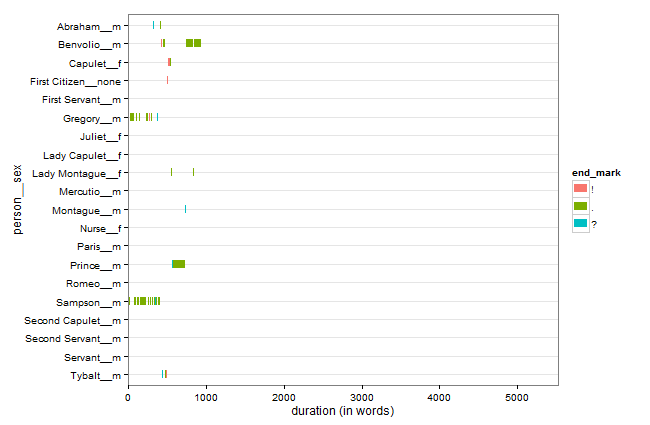 Abraham__m
Benvolio__m
Capulet__f
First Citizen__none
First Servant__m
Gregory__m
Juliet__f
Lady Capulet__f
Lady Montague__f
Mercutio__m
Montague__m
Nurse__f
Paris__m
Prince__m
Romeo__m
Sampson__m
Second Capulet__m
Second Servant__m
Servant__m
Tybalt__m
person__sex
0 1000 2000 3000 4000 5000
duration (in words)
end_mark
!
.
?